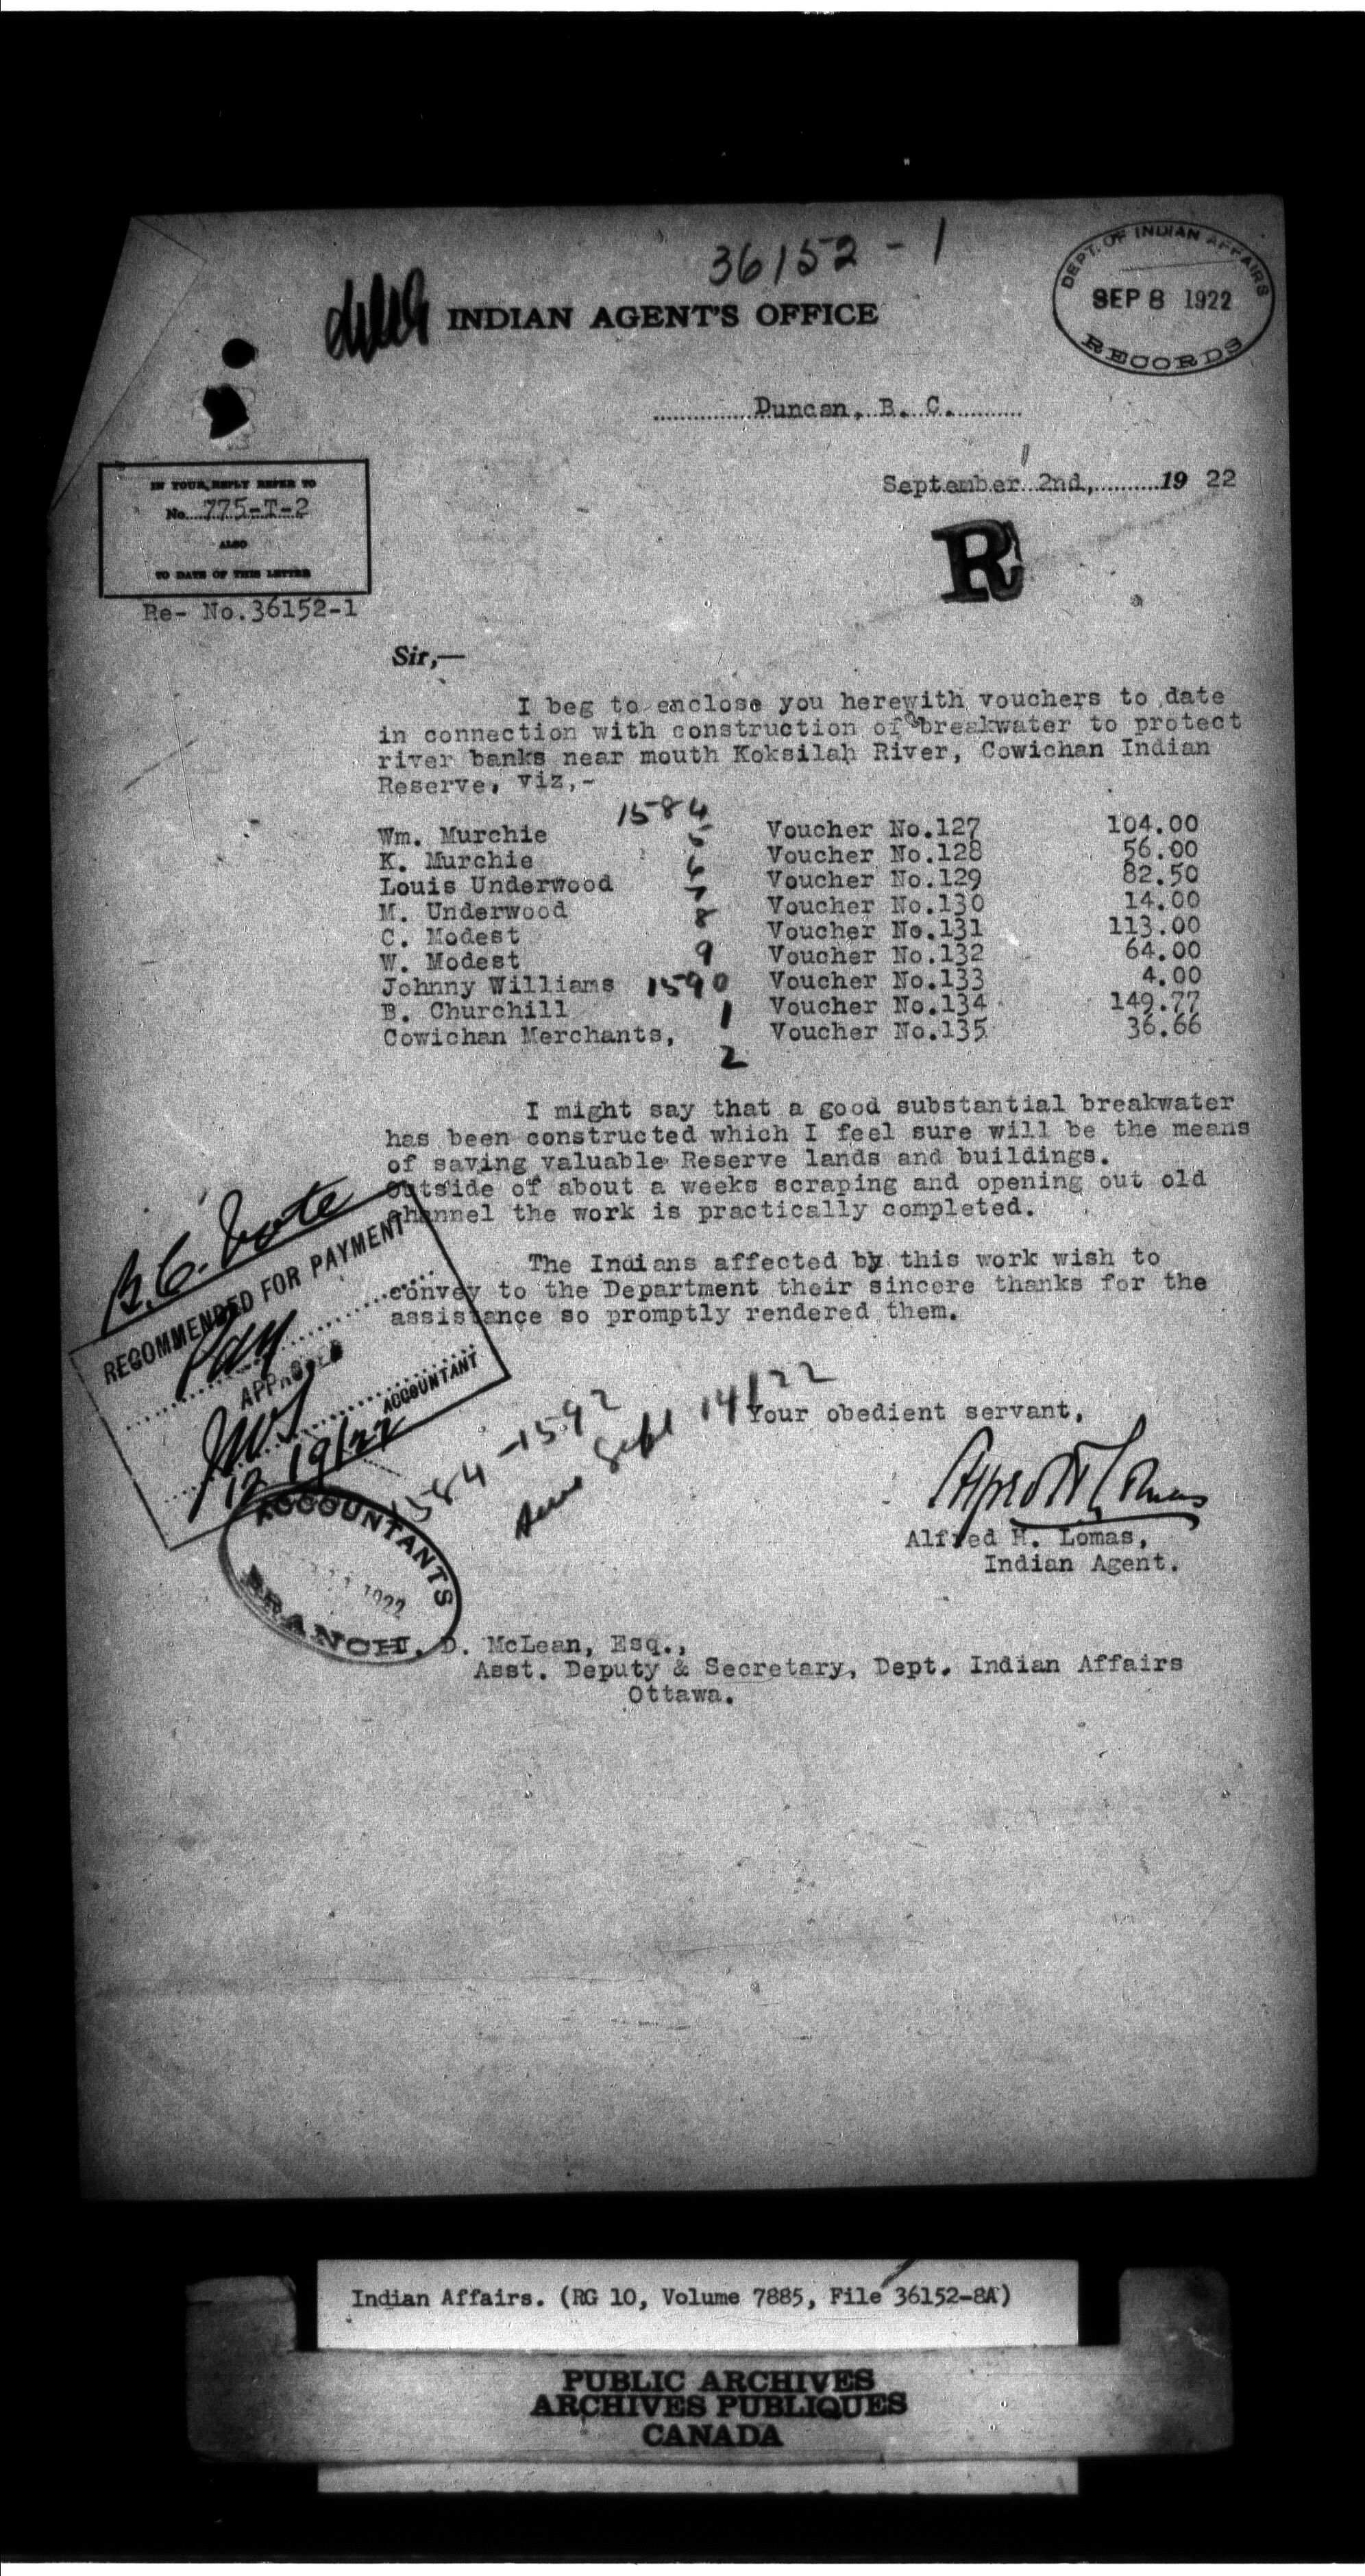 36152-1
INDIAN AGENT'S OFFICE
DEPT. OF INDIAN AFFAIRS
SEP 8 1922
RECORDS
Duncan, B. C.
September 2nd, 1922
IN YOUR REPLY REFER TO
No. 775-T-2
ALSO
TO DATE OF THIS LETTER
Re- No.36152-1
R
Sir,—
I beg to enclose you herewith vouchers to date
in connection with construction of breakwater to protect
river banks near mouth Koksilah River, Cowichan Indian
Reserve, viz,-
1584
Wm. Murchie 5 Voucher No.127 104.00
K. Murchie 6 Voucher No.128 56.00
Louis Underwood 7 Voucher No.129 82.50
M. Underwood 8 Voucher No.130 14.00
C. Modest Voucher No.131 113.00
W. Modest 9 Voucher No.132 64.00
Johnny Williams 1590 Voucher No.133 4.00
B. Churchill 1 Voucher No.134 149.77
Cowichan Merchants, Voucher No.135 36.66
2
I might say that a good substantial breakwater
has been constructed which I feel sure will be the means
of saving valuable Reserve lands and buildings.
Outside of about a weeks scraping and opening out old
channel the work is practically completed.
The Indians affected by this work wish to
convey to the Department their sincere thanks for the
assistance so promptly rendered them.
B.C. Vote
RECOMMENDED FOR PAYMENT
Pay
APPROVED
ACCOUNTANT
12/9/22
1584-1592
Sept 14/22
Your obedient servant,
Alfred H. Lomas
Alfred H. Lomas,
Indian Agent.
ACCOUNTANTS
1922
BRANCH
J. D. McLean, Esq.,
Asst. Deputy & Secretary, Dept. Indian Affairs
Ottawa.
Indian Affairs. (RG 10, Volume 7885, File 36152-8A)
PUBLIC ARCHIVES
ARCHIVES PUBLIQUES
CANADA